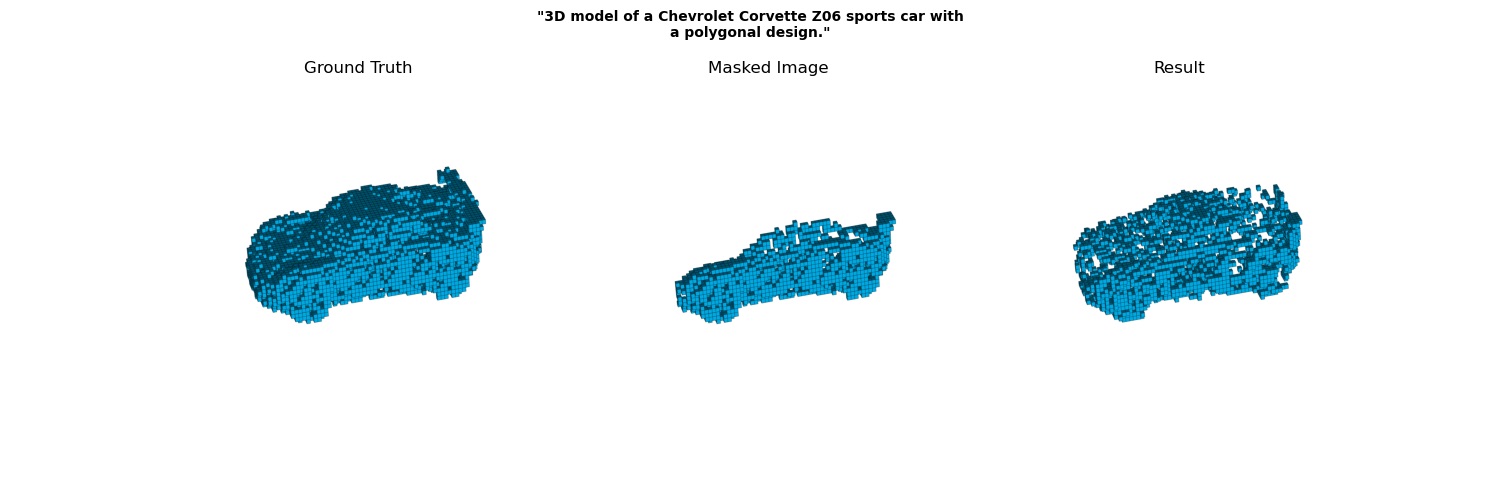 "3D model of a Chevrolet Corvette Z06 sports car with
a polygonal design."
Ground Truth
Masked Image
Result